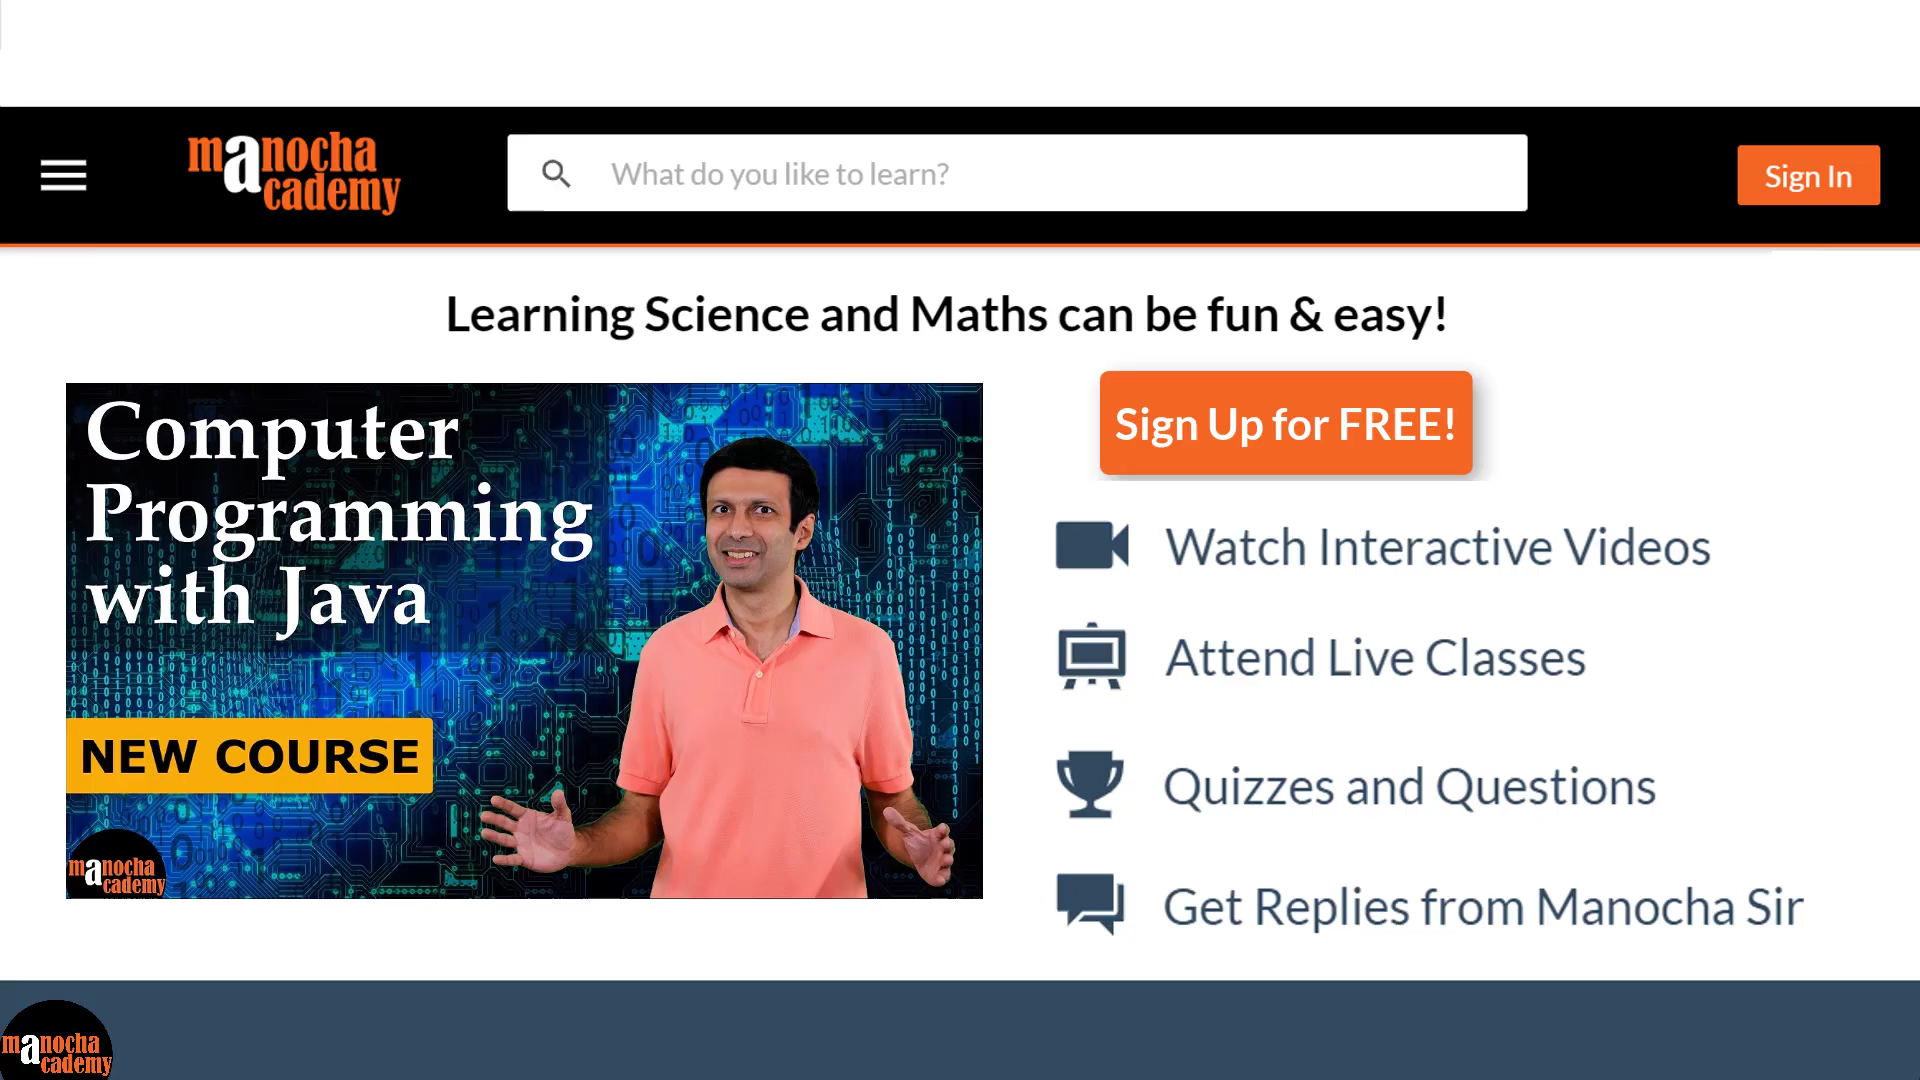 manocha
academy
What do you like to learn?
Sign In
Learning Science and Maths can be fun & easy!
Computer
Programming
with Java
NEW COURSE
manocha
academy
Sign Up for FREE!
Watch Interactive Videos
Attend Live Classes
Quizzes and Questions
Get Replies from Manocha Sir
manocha
academy